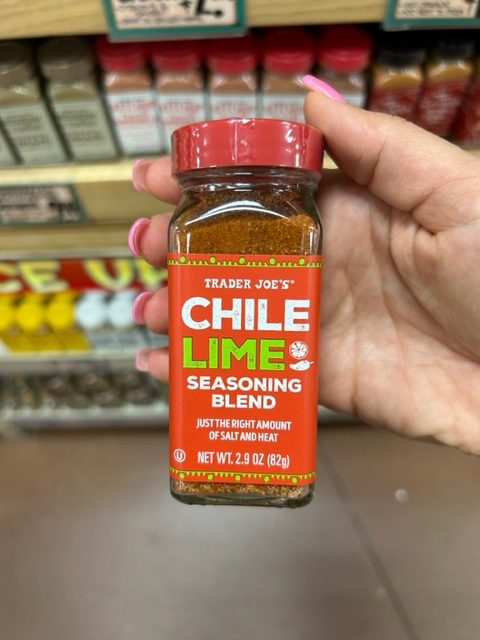 TRADER JOE'S®
CHILE
LIME
SEASONING
BLEND
JUST THE RIGHT AMOUNT
OF SALT AND HEAT
U
NET WT. 2.9 OZ (82g)